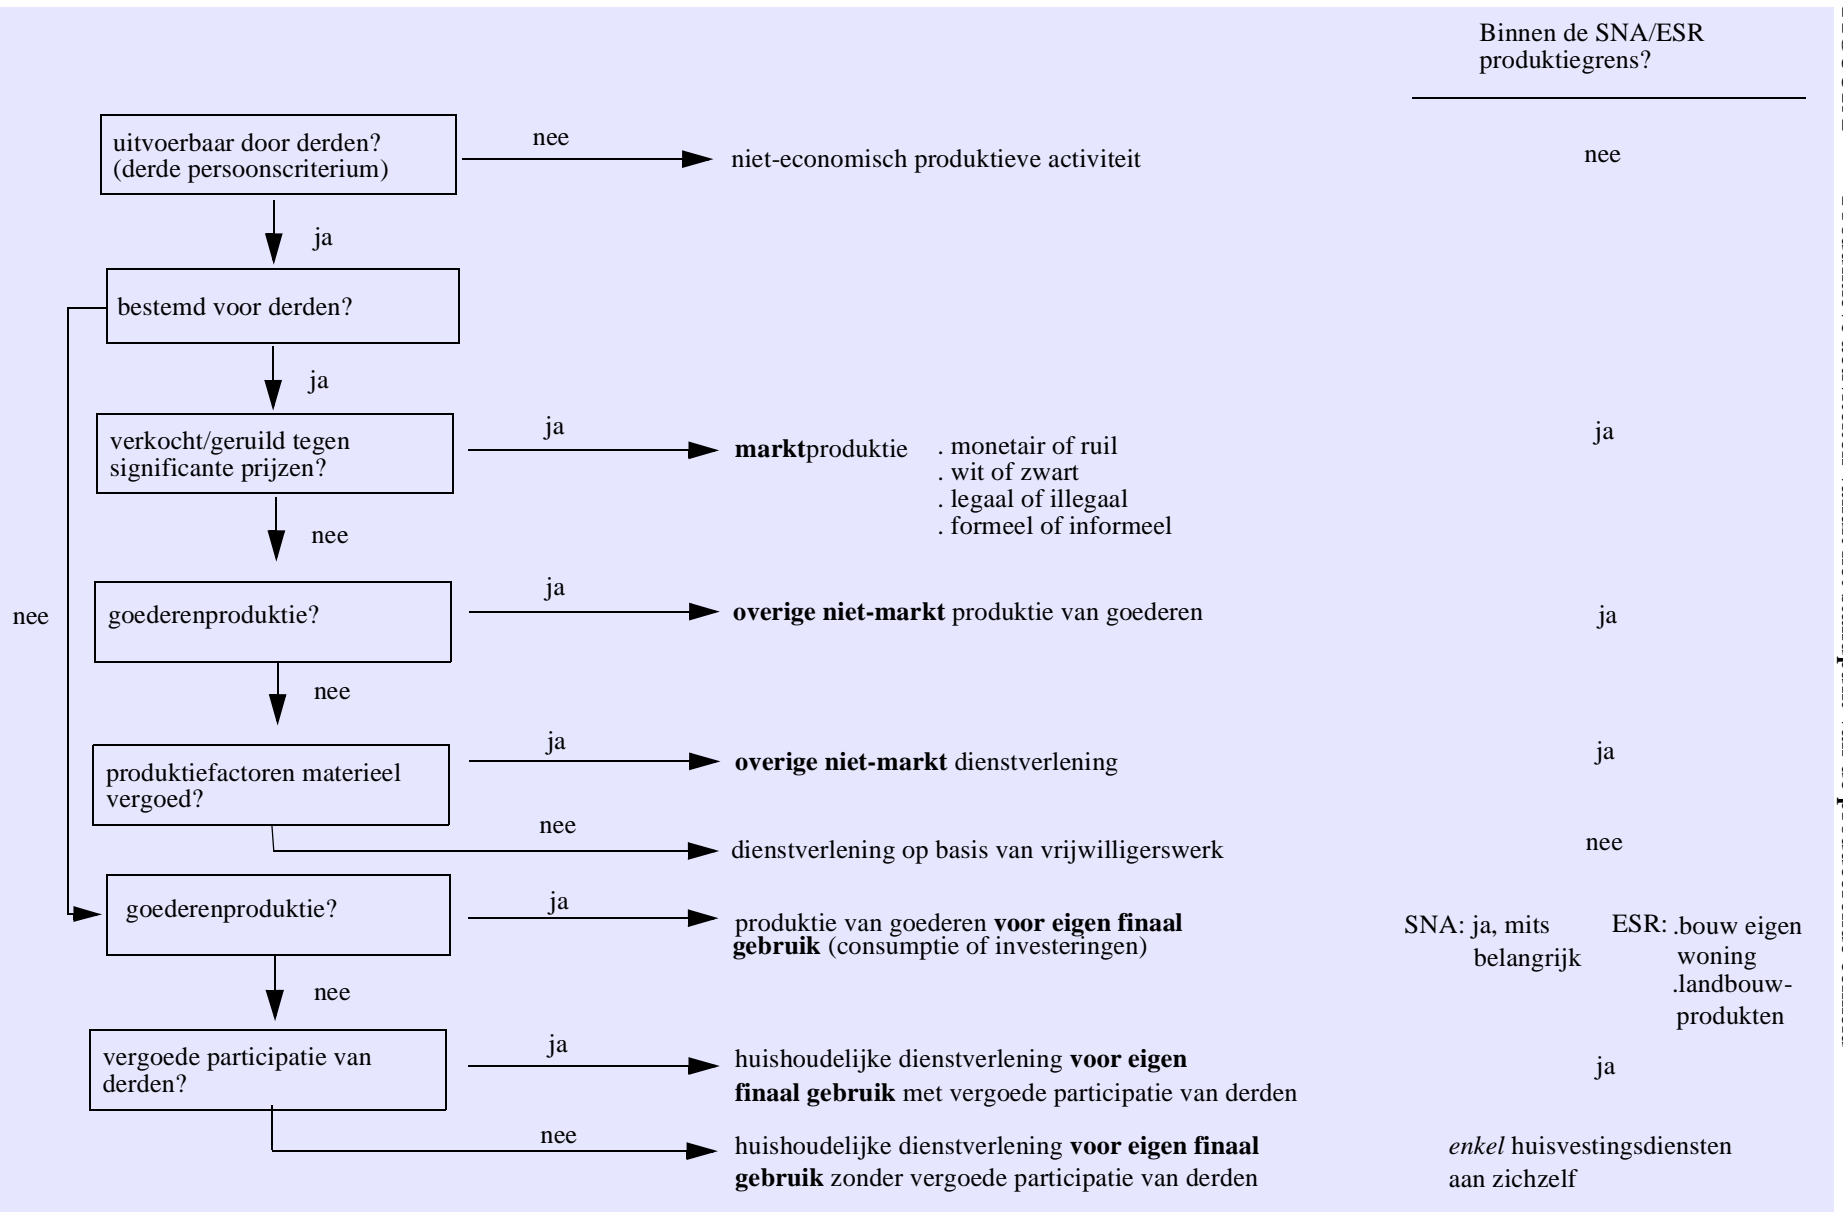 Binnen de SNA/ESR
produktiegrens?
uitvoerbaar door derden?
(derde persoonscriterium)
nee
niet-economisch produktieve activiteit
nee
ja
bestemd voor derden?
ja
verkocht/geruild tegen
significante prijzen?
ja
marktproduktie
. monetair of ruil
. wit of zwart
. legaal of illegaal
. formeel of informeel
ja
nee
nee
goederenproduktie?
ja
overige niet-markt produktie van goederen
ja
nee
produktiefactoren materieel
vergoed?
ja
overige niet-markt dienstverlening
ja
nee
dienstverlening op basis van vrijwilligerswerk
nee
goederenproduktie?
ja
produktie van goederen voor eigen finaal
gebruik (consumptie of investeringen)
SNA: ja, mits
belangrijk
ESR: .bouw eigen
woning
.landbouw-
produkten
nee
vergoede participatie van
derden?
ja
huishoudelijke dienstverlening voor eigen
finaal gebruik met vergoede participatie van derden
ja
nee
huishoudelijke dienstverlening voor eigen finaal
gebruik zonder vergoede participatie van derden
enkel huisvestingsdiensten
aan zichzelf